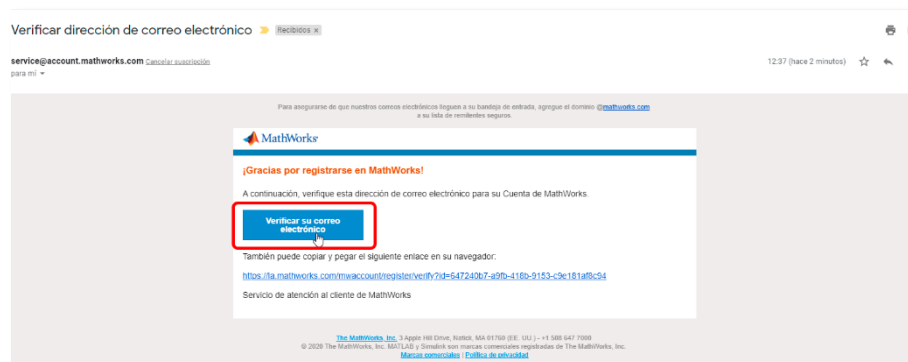 Verificar dirección de correo electrónico Recibidos x
service@account.mathworks.com Cancelar suscripción
12:37 (hace 2 minutos)
para mí
Para asegurarse de que nuestros correos electrónicos lleguen a su bandeja de entrada, agregue el dominio @mathworks.com
a su lista de remitentes seguros.
MathWorks
¡Gracias por registrarse en MathWorks!
A continuación, verifique esta dirección de correo electrónico para su Cuenta de MathWorks.
Verificar su correo
electrónico
También puede copiar y pegar el siguiente enlace en su navegador:
https://la.mathworks.com/mwaccount/register/verify?id=647240b7-a9fb-418b-9153-c9e181af8c94
Servicio de atención al cliente de MathWorks
The MathWorks, Inc. 3 Apple Hill Drive, Natick, MA 01760 (EE. UU.) - +1 508 647 7000
© 2020 The MathWorks, Inc. MATLAB y Simulink son marcas comerciales registradas de The MathWorks, Inc.
Marcas comerciales | Política de privacidad